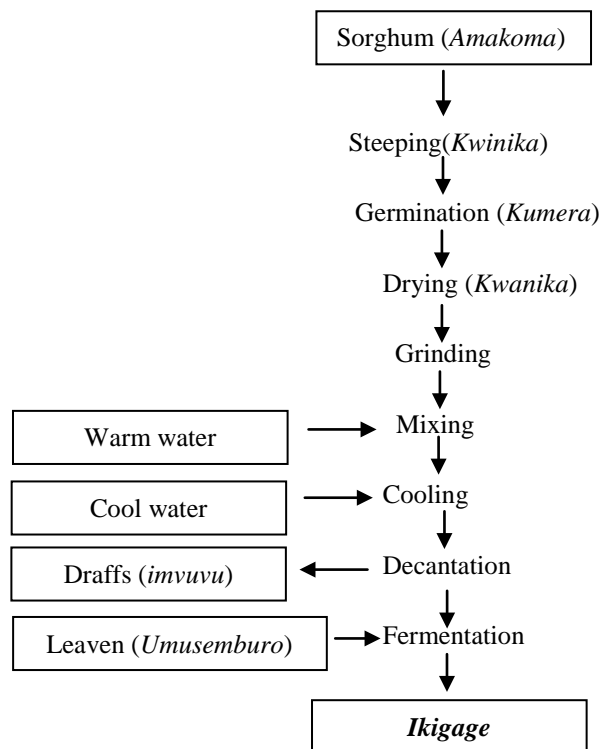 Sorghum (Amakoma)
Steeping(Kwinika)
Germination (Kumera)
Drying (Kwanika)
Grinding
Warm water
Mixing
Cool water
Cooling
Draffs (imvuvu)
Decantation
Leaven (Umusemburo)
Fermentation
Ikigage